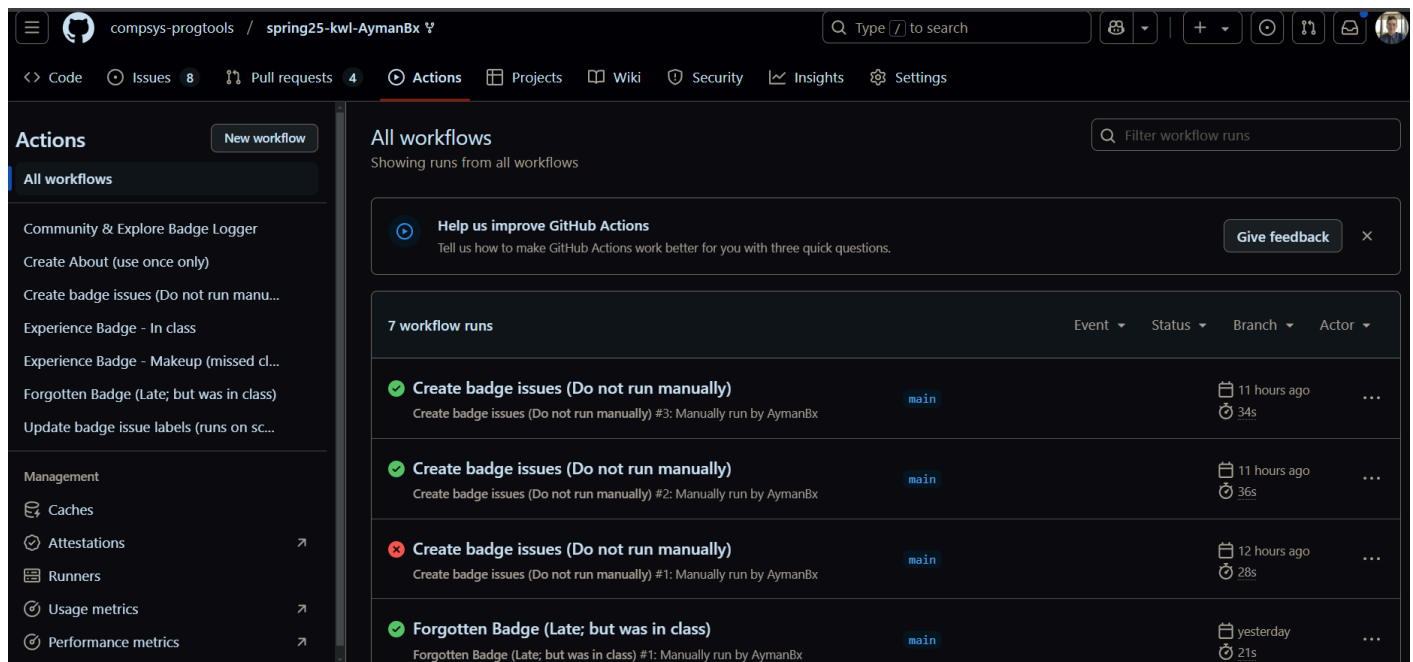 compsys-progtools / spring25-kwl-AymanBx
Type / to search
Code
Issues 8
Pull requests 4
Actions
Projects
Wiki
Security
Insights
Settings
Actions
New workflow
All workflows
Community & Explore Badge Logger
Create About (use once only)
Create badge issues (Do not run manu...
Experience Badge - In class
Experience Badge - Makeup (missed cl...
Forgotten Badge (Late; but was in class)
Update badge issue labels (runs on sc...
Management
Caches
Attestations
Runners
Usage metrics
Performance metrics
All workflows
Showing runs from all workflows
Filter workflow runs
Help us improve GitHub Actions
Tell us how to make GitHub Actions work better for you with three quick questions.
Give feedback
7 workflow runs
Event
Status
Branch
Actor
Create badge issues (Do not run manually)
Create badge issues (Do not run manually) #3: Manually run by AymanBx
main
11 hours ago
34s
Create badge issues (Do not run manually)
Create badge issues (Do not run manually) #2: Manually run by AymanBx
main
11 hours ago
36s
Create badge issues (Do not run manually)
Create badge issues (Do not run manually) #1: Manually run by AymanBx
main
12 hours ago
28s
Forgotten Badge (Late; but was in class)
Forgotten Badge (Late; but was in class) #1: Manually run by AymanBx
main
yesterday
21s